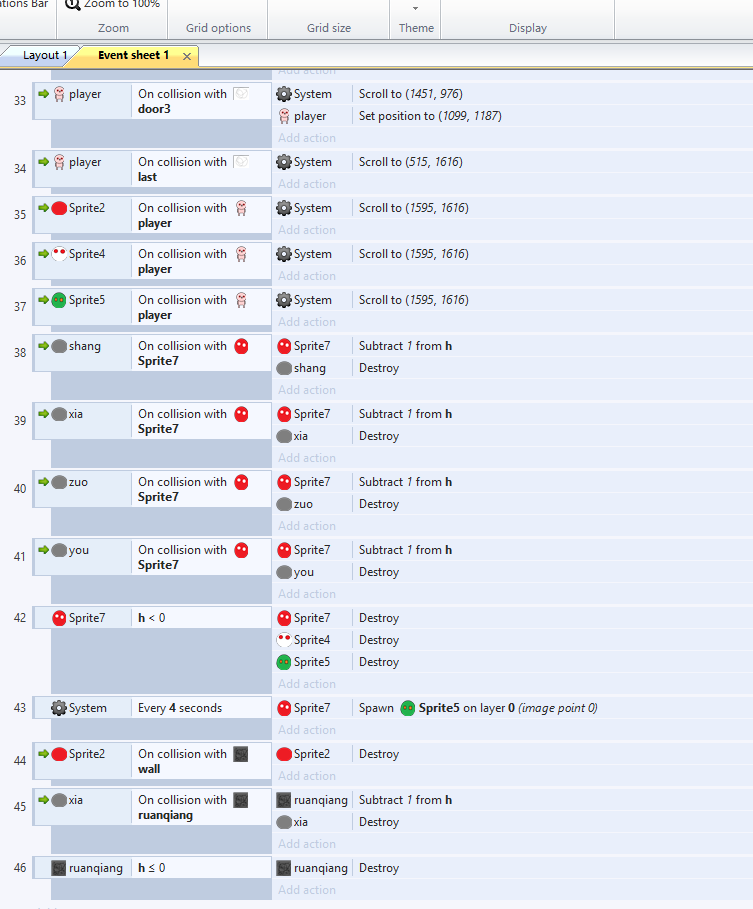 ations Bar
Zoom to 100%
Zoom Grid options Grid size Theme Display
Layout 1 Event sheet 1 ×
Add action
33 player On collision with door3 System Scroll to (1451, 976)
player Set position to (1099, 1187)
Add action
34 player On collision with last System Scroll to (515, 1616)
Add action
35 Sprite2 On collision with player System Scroll to (1595, 1616)
Add action
36 Sprite4 On collision with player System Scroll to (1595, 1616)
Add action
37 Sprite5 On collision with player System Scroll to (1595, 1616)
Add action
38 shang On collision with Sprite7 Sprite7 Subtract 1 from h
shang Destroy
Add action
39 xia On collision with Sprite7 Sprite7 Subtract 1 from h
xia Destroy
Add action
40 zuo On collision with Sprite7 Sprite7 Subtract 1 from h
zuo Destroy
Add action
41 you On collision with Sprite7 Sprite7 Subtract 1 from h
you Destroy
Add action
42 Sprite7 h < 0 Sprite7 Destroy
Sprite4 Destroy
Sprite5 Destroy
Add action
43 System Every 4 seconds Sprite7 Spawn Sprite5 on layer 0 (image point 0)
Add action
44 Sprite2 On collision with wall Sprite2 Destroy
Add action
45 xia On collision with ruanqiang ruanqiang Subtract 1 from h
xia Destroy
Add action
46 ruanqiang h ≤ 0 ruanqiang Destroy
Add action